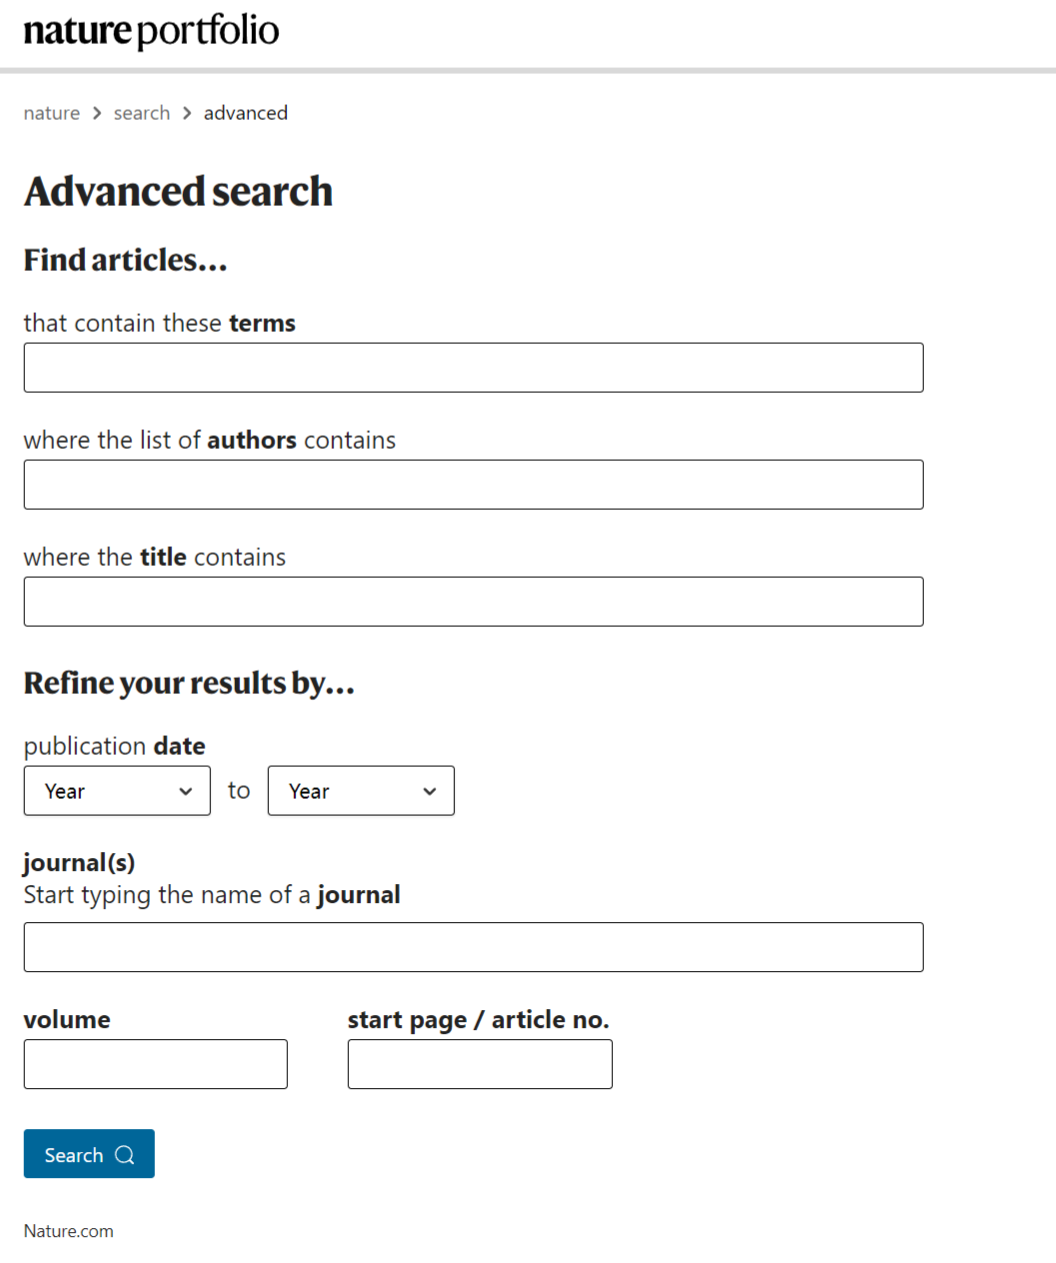 nature portfolio
nature > search > advanced
Advanced search
Find articles...
that contain these terms
where the list of authors contains
where the title contains
Refine your results by...
publication date
Year to Year
journal(s)
Start typing the name of a journal
volume start page / article no.
Search
Nature.com